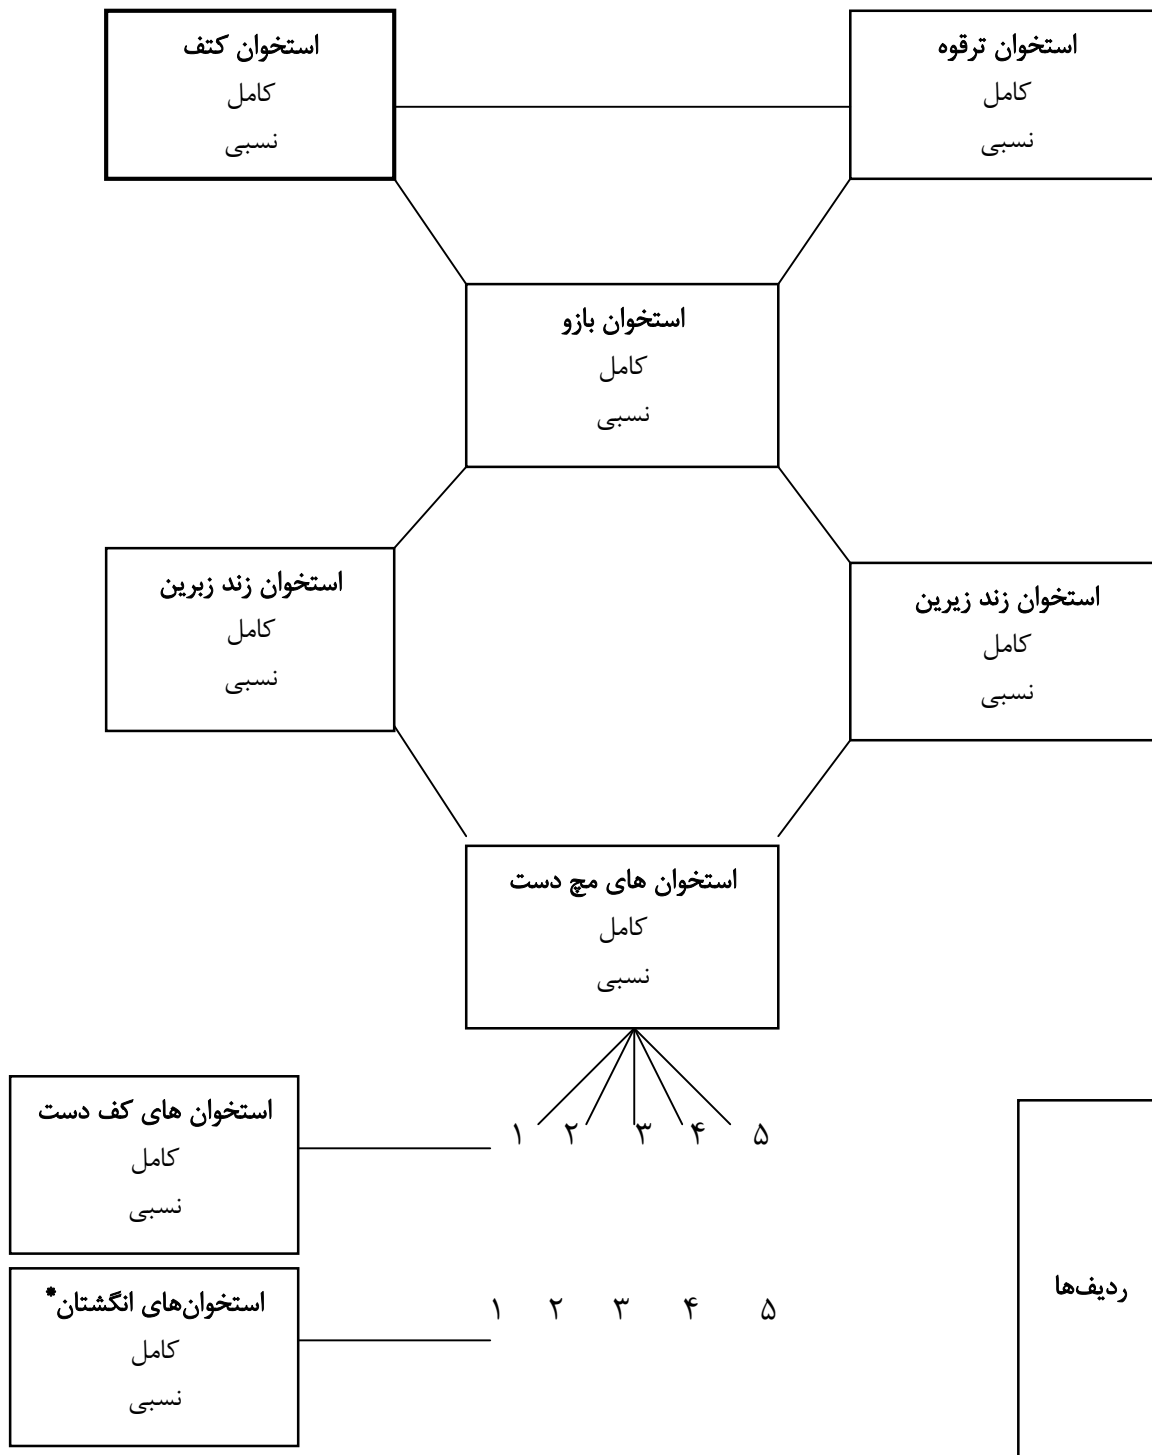 استخوان ترقوه
کامل
نسبی
استخوان کتف
کامل
نسبی
استخوان بازو
کامل
نسبی
استخوان زند زیرین
کامل
نسبی
استخوان زند زبرین
کامل
نسبی
استخوان های مچ دست
کامل
نسبی
استخوان های کف دست
کامل
نسبی
۱ ۲ ۳ ۴ ۵
استخوان‌های انگشتان*
کامل
نسبی
۱ ۲ ۳ ۴ ۵
ردیف‌ها